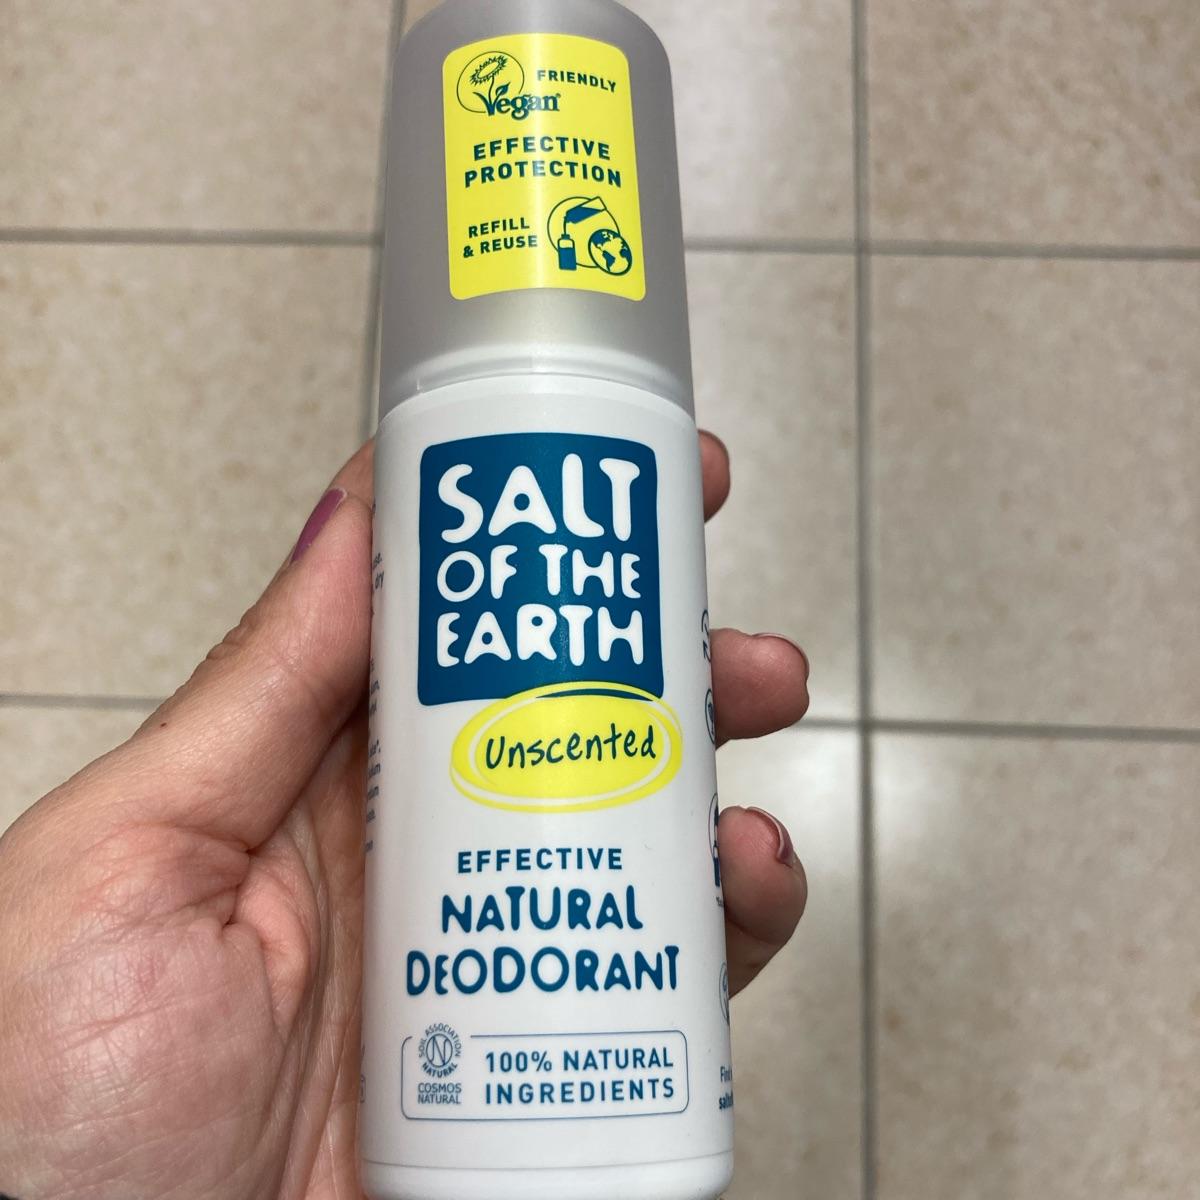 Vegan
FRIENDLY
EFFECTIVE
PROTECTION
REFILL
& REUSE
SALT
OF THE
EARTH
Unscented
EFFECTIVE
NATURAL
DEODORANT
SOIL ASSOCIATION
NATURAL
COSMOS
NATURAL
100% NATURAL
INGREDIENTS